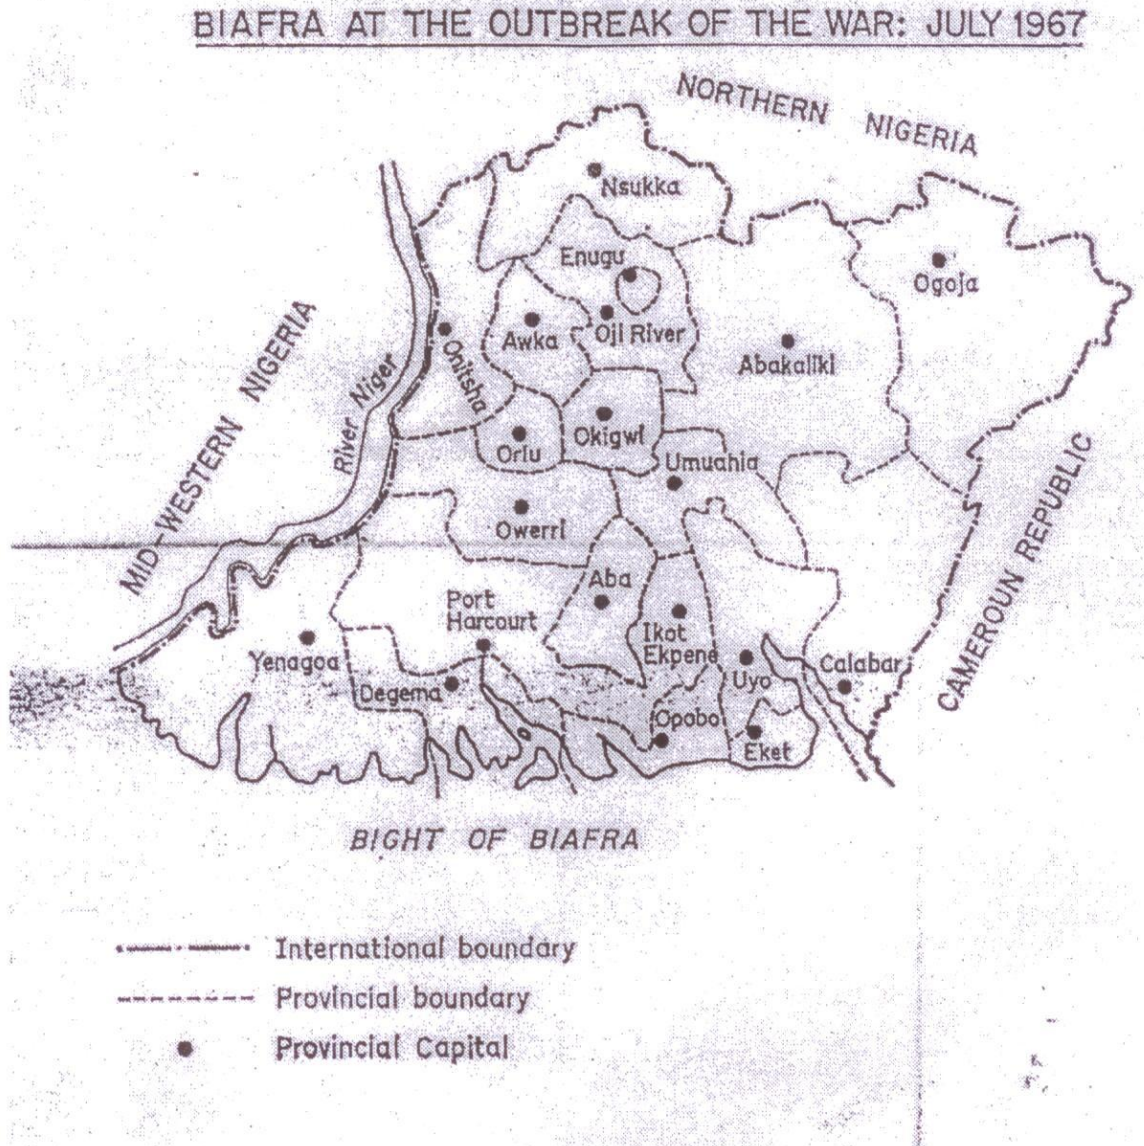 BIAFRA AT THE OUTBREAK OF THE WAR: JULY 1967
NORTHERN NIGERIA
Nsukka
Enugu
Ogoja
Oji River
Awka
Abakaliki
Onitsha
River Niger
MID-WESTERN NIGERIA
Okigwi
Orlu
Umuahia
Owerri
CAMEROUN REPUBLIC
Aba
Port
Harcourt
Ikot
Ekpene
Yenagoa
Degema
Uyo
Calabar
Opobo
Eket
BIGHT OF BIAFRA
International boundary
Provincial boundary
Provincial Capital